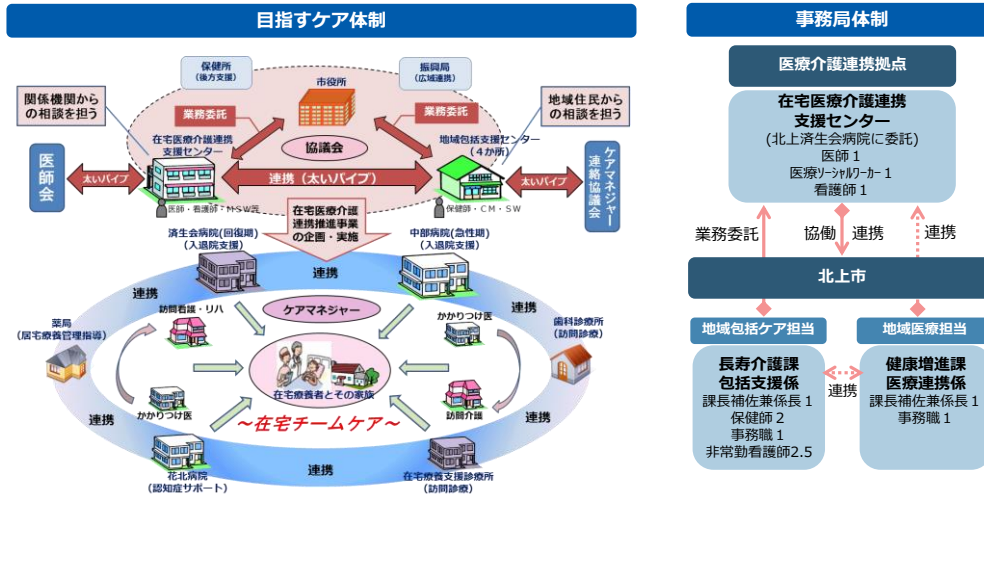 目指すケア体制
保健所
（後方支援）
振興局
（広域連携）
市役所
関係機関から
の相談を担う
地域住民から
の相談を担う
業務委託
業務委託
在宅医療介護連携
支援センター
協議会
地域包括支援センター
（４か所）
医師会
太いパイプ
連携（太いパイプ）
太いパイプ
ケアマネジャー
連絡協議会
医師・看護師・ＭＳＷ医
保健師・ＣＭ・ＳＷ
在宅医療介護
連携推進事業
の企画・実施
済生会病院(回復期)
（入退院支援）
中部病院(急性期)
（入退院支援）
連携
連携
連携
訪問看護・リハ
ケアマネジャー
かかりつけ医
薬局
（居宅療養管理指導）
歯科診療所
（訪問診療）
在宅療養者とその家族
かかりつけ医
訪問介護
連携
連携
～在宅チームケア～
花北病院
（認知症サポート）
連携
在宅療養支援診療所
（訪問診療）
事務局体制
医療介護連携拠点
在宅医療介護連携
支援センター
(北上済生会病院に委託)
医師１
医療ｿｰｼｬﾙﾜｰｶｰ１
看護師１
業務委託
協働
連携
連携
北上市
地域包括ケア担当
地域医療担当
長寿介護課
包括支援係
課長補佐兼係長１
保健師２
事務職１
非常勤看護師2.5
連携
健康増進課
医療連携係
課長補佐兼係長１
事務職１